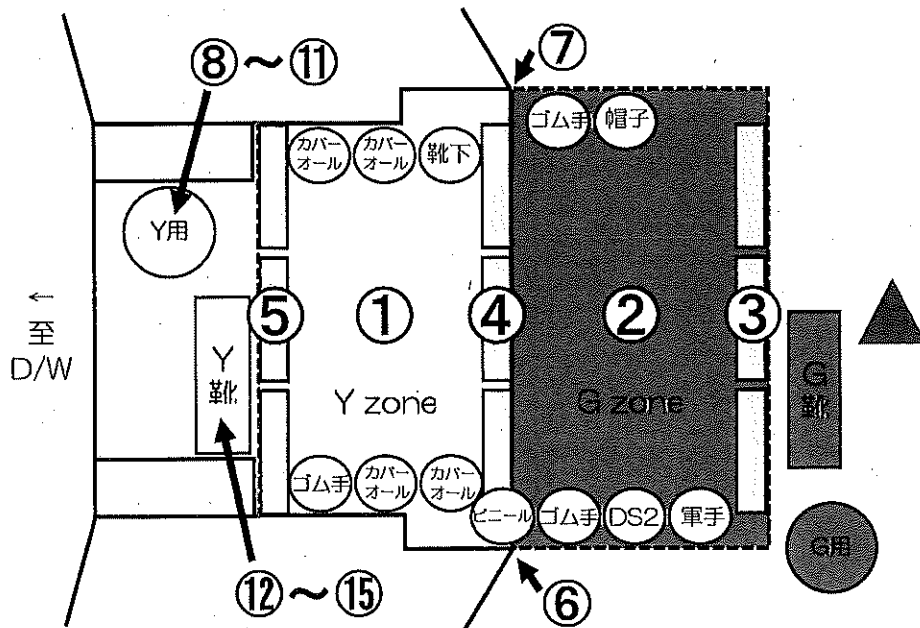 ⑧～⑪
⑦
ゴム手
帽子
カバー
オール
カバー
オール
靴下
Y用
←
至
D/W
⑤
①
④
②
③
Y
靴
Y zone
G zone
G
靴
ゴム手
カバー
オール
カバー
オール
ビニール
ゴム手
DS2
軍手
G用
⑫～⑮
⑥